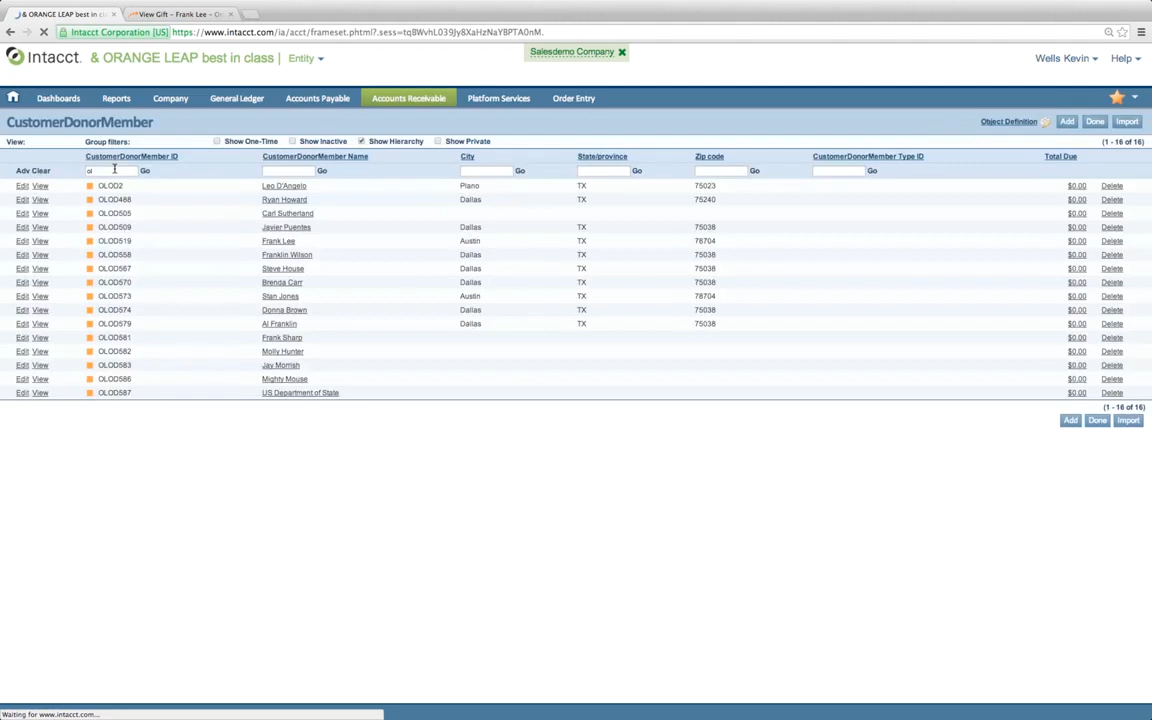 & ORANGE LEAP best in cl
View Gift - Frank Lee - O
Intacct Corporation [US] https://www.intacct.com/ia/acct/frameset.phtml?.sess=tqBWvhL039Jy8XaHzNaYBPTA0nM.
Intacct. & ORANGE LEAP best in class | Entity
Salesdemo Company
Wells Kevin Help
Dashboards Reports Company General Ledger Accounts Payable Accounts Receivable Platform Services Order Entry
CustomerDonorMember
Object Definition Add Done Import
View: Group filters: Show One-Time Show Inactive Show Hierarchy Show Private (1 - 16 of 16)
CustomerDonorMember ID CustomerDonorMember Name City State/province Zip code CustomerDonorMember Type ID Total Due
Adv Clear ol Go Go Go Go Go Go
Edit View OLOD2 Leo D'Angelo Plano TX 75023 $0.00 Delete
Edit View OLOD488 Ryan Howard Dallas TX 75240 $0.00 Delete
Edit View OLOD505 Carl Sutherland $0.00 Delete
Edit View OLOD509 Javier Puentes Dallas TX 75038 $0.00 Delete
Edit View OLOD519 Frank Lee Austin TX 78704 $0.00 Delete
Edit View OLOD558 Franklin Wilson Dallas TX 75038 $0.00 Delete
Edit View OLOD567 Steve House Dallas TX 75038 $0.00 Delete
Edit View OLOD570 Brenda Carr Dallas TX 75038 $0.00 Delete
Edit View OLOD573 Stan Jones Austin TX 78704 $0.00 Delete
Edit View OLOD574 Donna Brown Dallas TX 75038 $0.00 Delete
Edit View OLOD579 Al Franklin Dallas TX 75038 $0.00 Delete
Edit View OLOD581 Frank Sharp $0.00 Delete
Edit View OLOD582 Molly Hunter $0.00 Delete
Edit View OLOD583 Jay Morrish $0.00 Delete
Edit View OLOD586 Mighty Mouse $0.00 Delete
Edit View OLOD587 US Department of State $0.00 Delete
(1 - 16 of 16)
Add Done Import
Waiting for www.intacct.com...